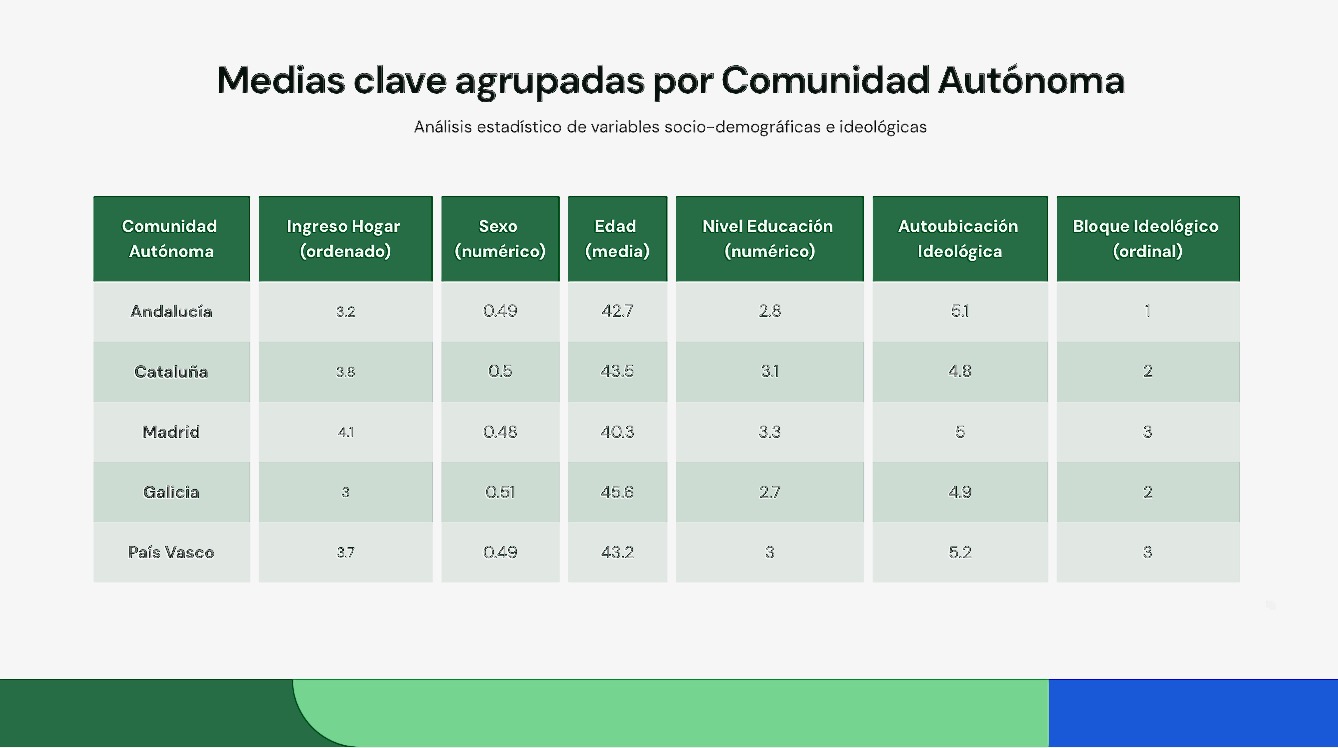 Medias clave agrupadas por Comunidad Autónoma
Análisis estadístico de variables socio-demográficas e ideológicas
Comunidad Autónoma | Ingreso Hogar (ordenado) | Sexo (numérico) | Edad (media) | Nivel Educación (numérico) | Autoubicación Ideológica | Bloque Ideológico (ordinal)
Andalucía 3.2 0.49 42.7 2.8 5.1 1
Cataluña 3.8 0.5 43.5 3.1 4.8 2
Madrid 4.1 0.48 40.3 3.3 5 3
Galicia 3 0.51 45.6 2.7 4.9 2
País Vasco 3.7 0.49 43.2 3 5.2 3